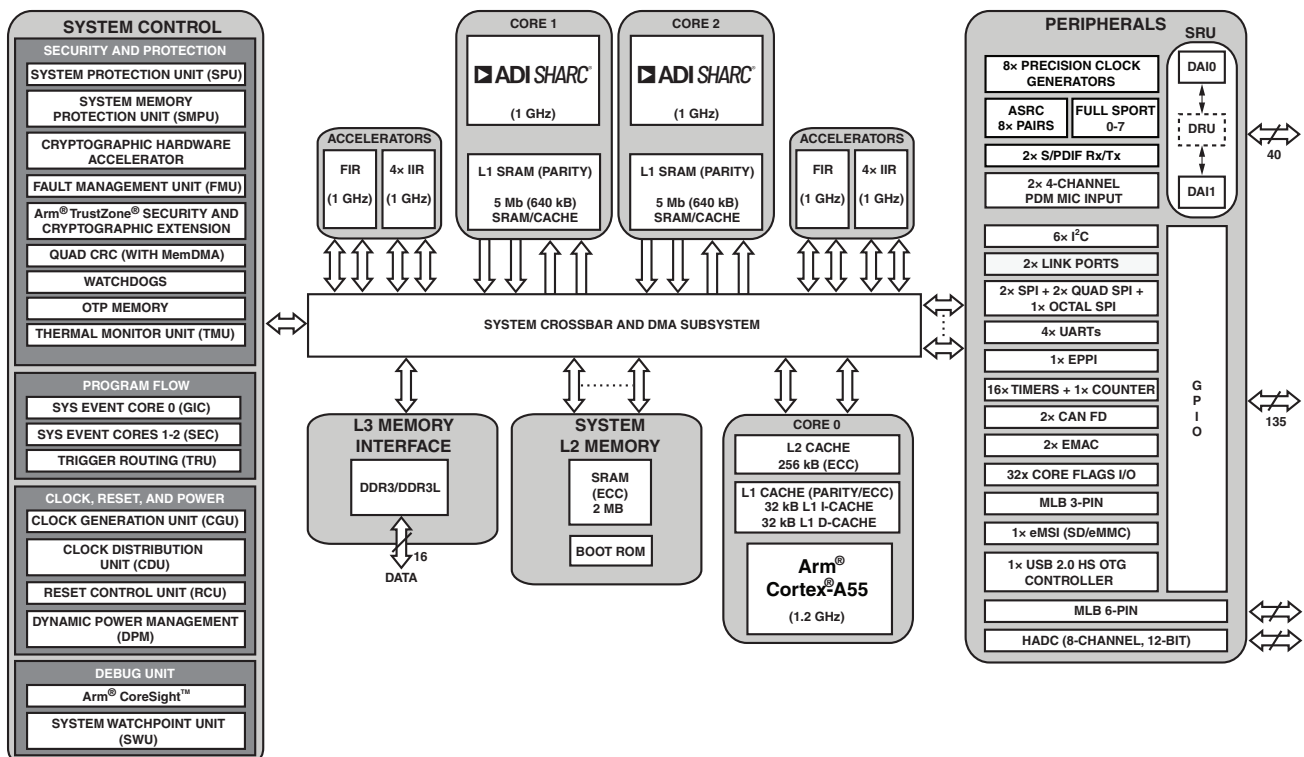 SYSTEM CONTROL
SECURITY AND PROTECTION
SYSTEM PROTECTION UNIT (SPU)
SYSTEM MEMORY
PROTECTION UNIT (SMPU)
CRYPTOGRAPHIC HARDWARE
ACCELERATOR
FAULT MANAGEMENT UNIT (FMU)
Arm® TrustZone® SECURITY AND
CRYPTOGRAPHIC EXTENSION
QUAD CRC (WITH MemDMA)
WATCHDOGS
OTP MEMORY
THERMAL MONITOR UNIT (TMU)
PROGRAM FLOW
SYS EVENT CORE 0 (GIC)
SYS EVENT CORES 1-2 (SEC)
TRIGGER ROUTING (TRU)
CLOCK, RESET, AND POWER
CLOCK GENERATION UNIT (CGU)
CLOCK DISTRIBUTION
UNIT (CDU)
RESET CONTROL UNIT (RCU)
DYNAMIC POWER MANAGEMENT
(DPM)
DEBUG UNIT
Arm® CoreSight™
SYSTEM WATCHPOINT UNIT
(SWU)
ACCELERATORS
FIR
(1 GHz)
4× IIR
(1 GHz)
CORE 1
ADI SHARC®
(1 GHz)
L1 SRAM (PARITY)
5 Mb (640 kB)
SRAM/CACHE
CORE 2
ADI SHARC®
(1 GHz)
L1 SRAM (PARITY)
5 Mb (640 kB)
SRAM/CACHE
ACCELERATORS
FIR
(1 GHz)
4× IIR
(1 GHz)
SYSTEM CROSSBAR AND DMA SUBSYSTEM
L3 MEMORY
INTERFACE
DDR3/DDR3L
16
DATA
SYSTEM
L2 MEMORY
SRAM
(ECC)
2 MB
BOOT ROM
CORE 0
L2 CACHE
256 kB (ECC)
L1 CACHE (PARITY/ECC)
32 kB L1 I-CACHE
32 kB L1 D-CACHE
Arm®
Cortex®-A55
(1.2 GHz)
PERIPHERALS
SRU
8× PRECISION CLOCK
GENERATORS
ASRC
8× PAIRS
FULL SPORT
0-7
2× S/PDIF Rx/Tx
2× 4-CHANNEL
PDM MIC INPUT
DAI0
DRU
DAI1
40
6× I²C
2× LINK PORTS
2× SPI + 2× QUAD SPI +
1× OCTAL SPI
4× UARTs
1× EPPI
16× TIMERS + 1× COUNTER
2× CAN FD
2× EMAC
32x CORE FLAGS I/O
MLB 3-PIN
1× eMSI (SD/eMMC)
1× USB 2.0 HS OTG
CONTROLLER
GPIO
135
MLB 6-PIN
HADC (8-CHANNEL, 12-BIT)